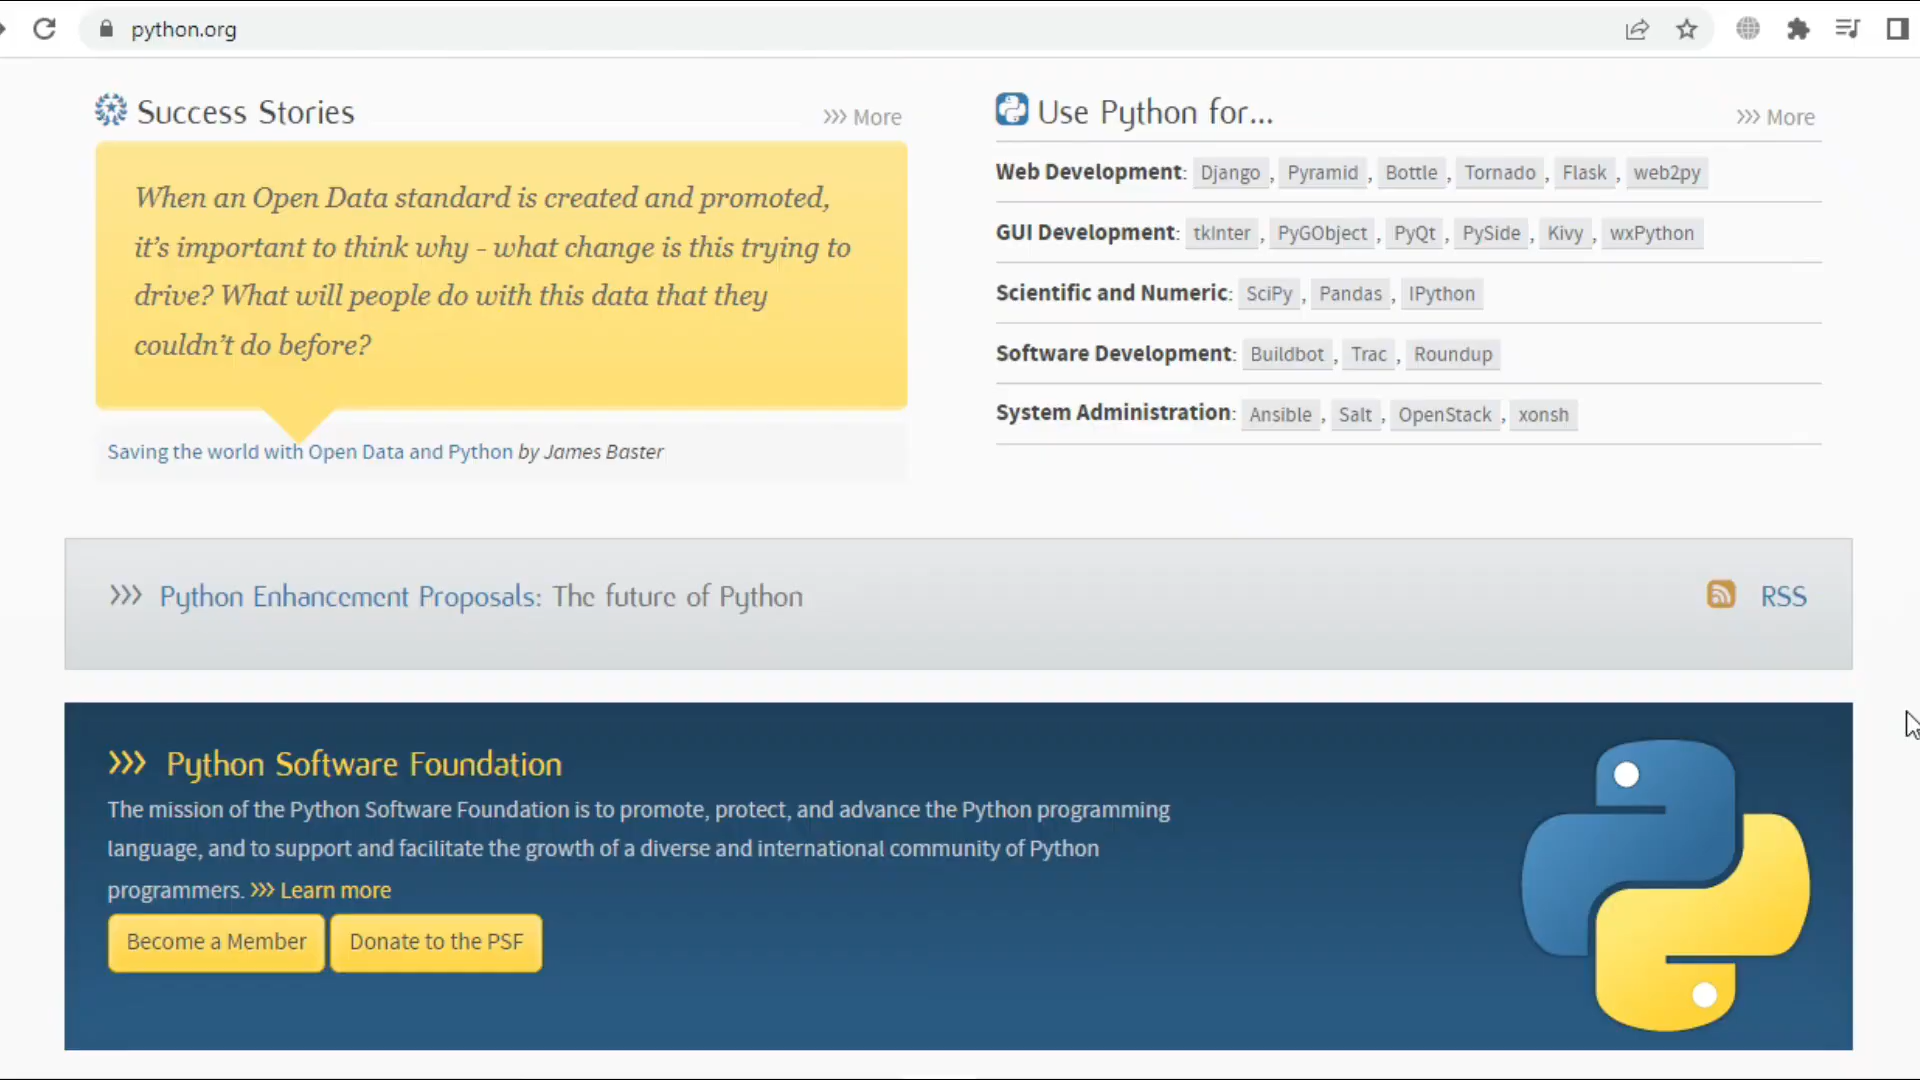 python.org
Success Stories
>>> More
When an Open Data standard is created and promoted,
it’s important to think why - what change is this trying to
drive? What will people do with this data that they
couldn’t do before?
Saving the world with Open Data and Python by James Baster
Use Python for...
>>> More
Web Development: Django , Pyramid , Bottle , Tornado , Flask , web2py
GUI Development: tkInter , PyGObject , PyQt , PySide , Kivy , wxPython
Scientific and Numeric: SciPy , Pandas , IPython
Software Development: Buildbot , Trac , Roundup
System Administration: Ansible , Salt , OpenStack , xonsh
>>> Python Enhancement Proposals: The future of Python
RSS
>>> Python Software Foundation
The mission of the Python Software Foundation is to promote, protect, and advance the Python programming
language, and to support and facilitate the growth of a diverse and international community of Python
programmers. >>> Learn more
Become a Member
Donate to the PSF